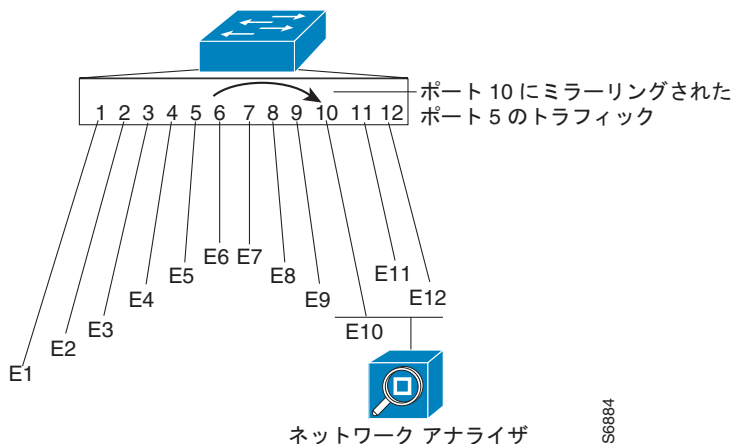 ポート 10 にミラーリングされた
ポート 5 のトラフィック
1 2 3 4 5 6 7 8 9 10 11 12
E1
E2
E3
E4
E5
E6
E7
E8
E9
E10
E11
E12
ネットワーク アナライザ
S6884